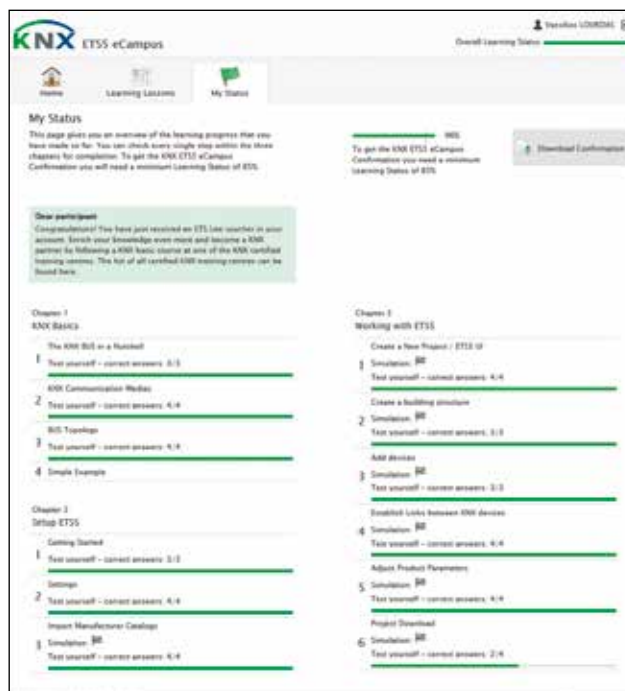 KNX ETS5 eCampus
Vassilios LOURDAS
Overall Learning Status
Home
Learning Lessons
My Status
My Status
This page gives you an overview of the learning progress that you
have made so far. You can check every single step within the three
chapters for completion. To get the KNX ETS5 eCampus
Confirmation you will need a minimum Learning Status of 85%.
To get the KNX ETS5 eCampus
Confirmation you need a minimum
Learning Status of 85%
Download Confirmation
Dear participant
Congratulations! You have just received an ETS Lite voucher in your
account. Enrich your knowledge even more and become a KNX
partner by following a KNX basic course at one of the KNX certified
training centres. The list of all certified KNX training centres can be
found here.
Chapter 1
KNX Basics
The KNX BUS in a Nutshell
1
Test yourself - correct answers: 3/3
KNX Communication Medias
2
Test yourself - correct answers: 4/4
BUS Topology
3
Test yourself - correct answers: 4/4
4 Simple Example
Chapter 2
Setup ETS5
Getting Started
1
Test yourself - correct answers: 3/3
Settings
2
Test yourself - correct answers: 4/4
Import Manufacturer Catalogs
3 Simulation:
Test yourself - correct answers: 4/4
Chapter 3
Working with ETS5
Create a New Project / ETS5 UI
1 Simulation:
Test yourself - correct answers: 4/4
Create a building structure
2 Simulation:
Test yourself - correct answers: 3/3
Add devices
3 Simulation:
Test yourself - correct answers: 3/3
Establish Links between KNX devices
4 Simulation:
Test yourself - correct answers: 4/4
Adjust Product Parameters
5 Simulation:
Test yourself - correct answers: 4/4
Project Download
6 Simulation:
Test yourself - correct answers: 2/4